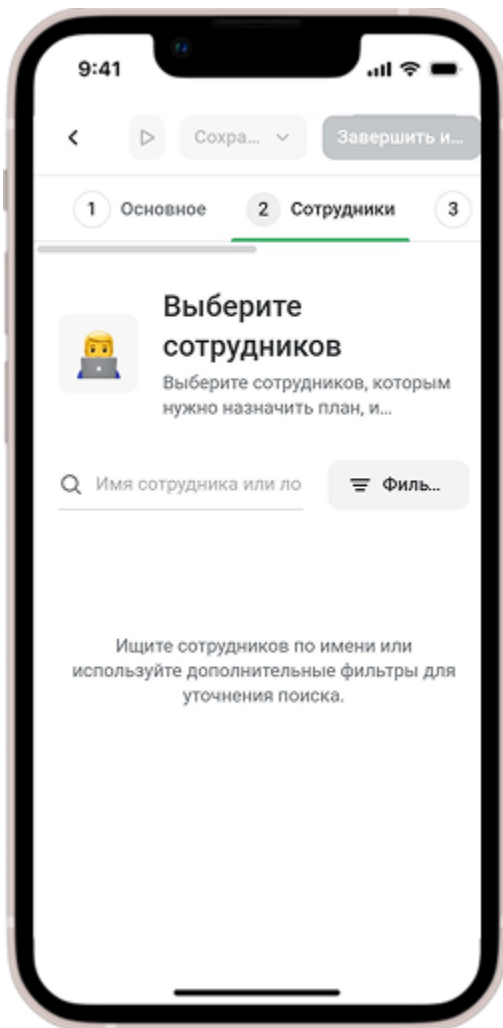 9:41
Сохра...
Завершить и...
1 Основное
2 Сотрудники
3
Выберите
сотрудников
Выберите сотрудников, которым
нужно назначить план, и...
Имя сотрудника или ло
Филь...
Ищите сотрудников по имени или
используйте дополнительные фильтры для
уточнения поиска.